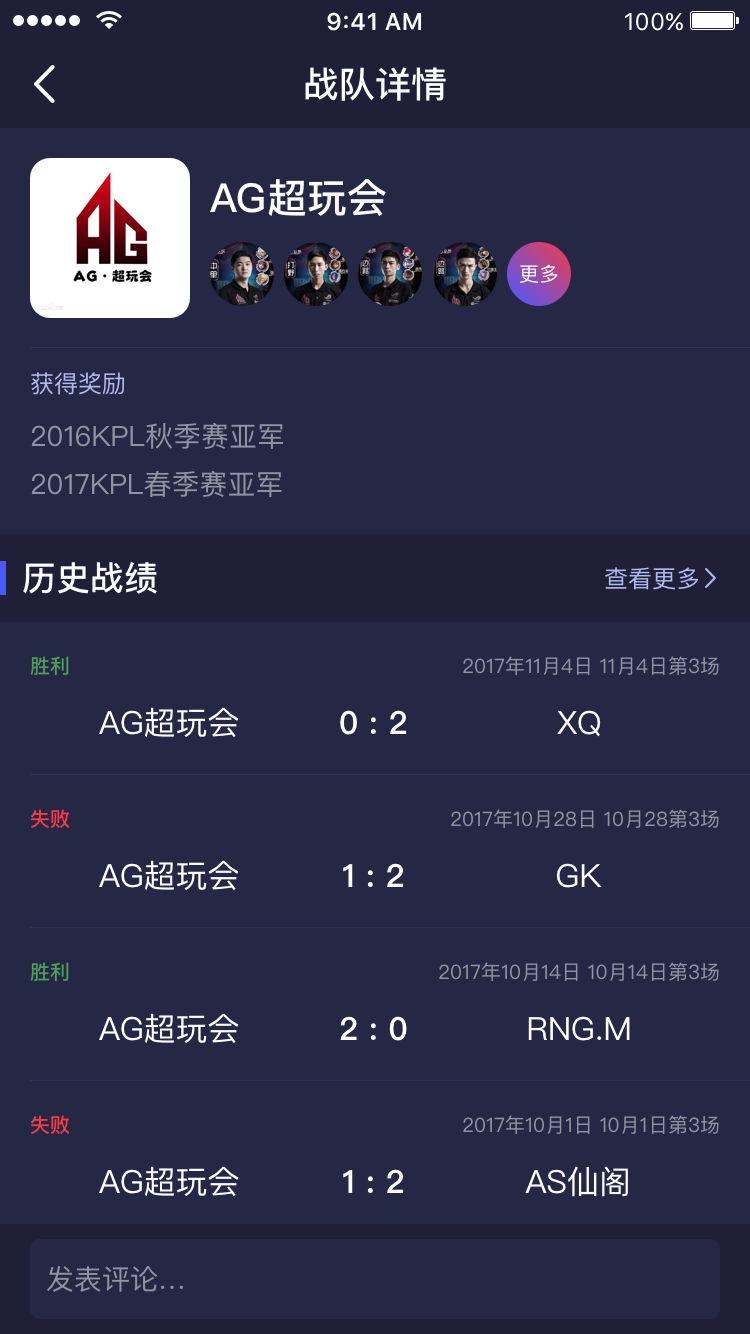 9:41 AM 100%
战队详情
AG
AG·超玩会
AG超玩会
中单
打野
边路
边路
更多
获得奖励
2016KPL秋季赛亚军
2017KPL春季赛亚军
历史战绩 查看更多
胜利 2017年11月4日 11月4日第3场
AG超玩会 0 : 2 XQ
失败 2017年10月28日 10月28第3场
AG超玩会 1 : 2 GK
胜利 2017年10月14日 10月14日第3场
AG超玩会 2 : 0 RNG.M
失败 2017年10月1日 10月1日第3场
AG超玩会 1 : 2 AS仙阁
发表评论...